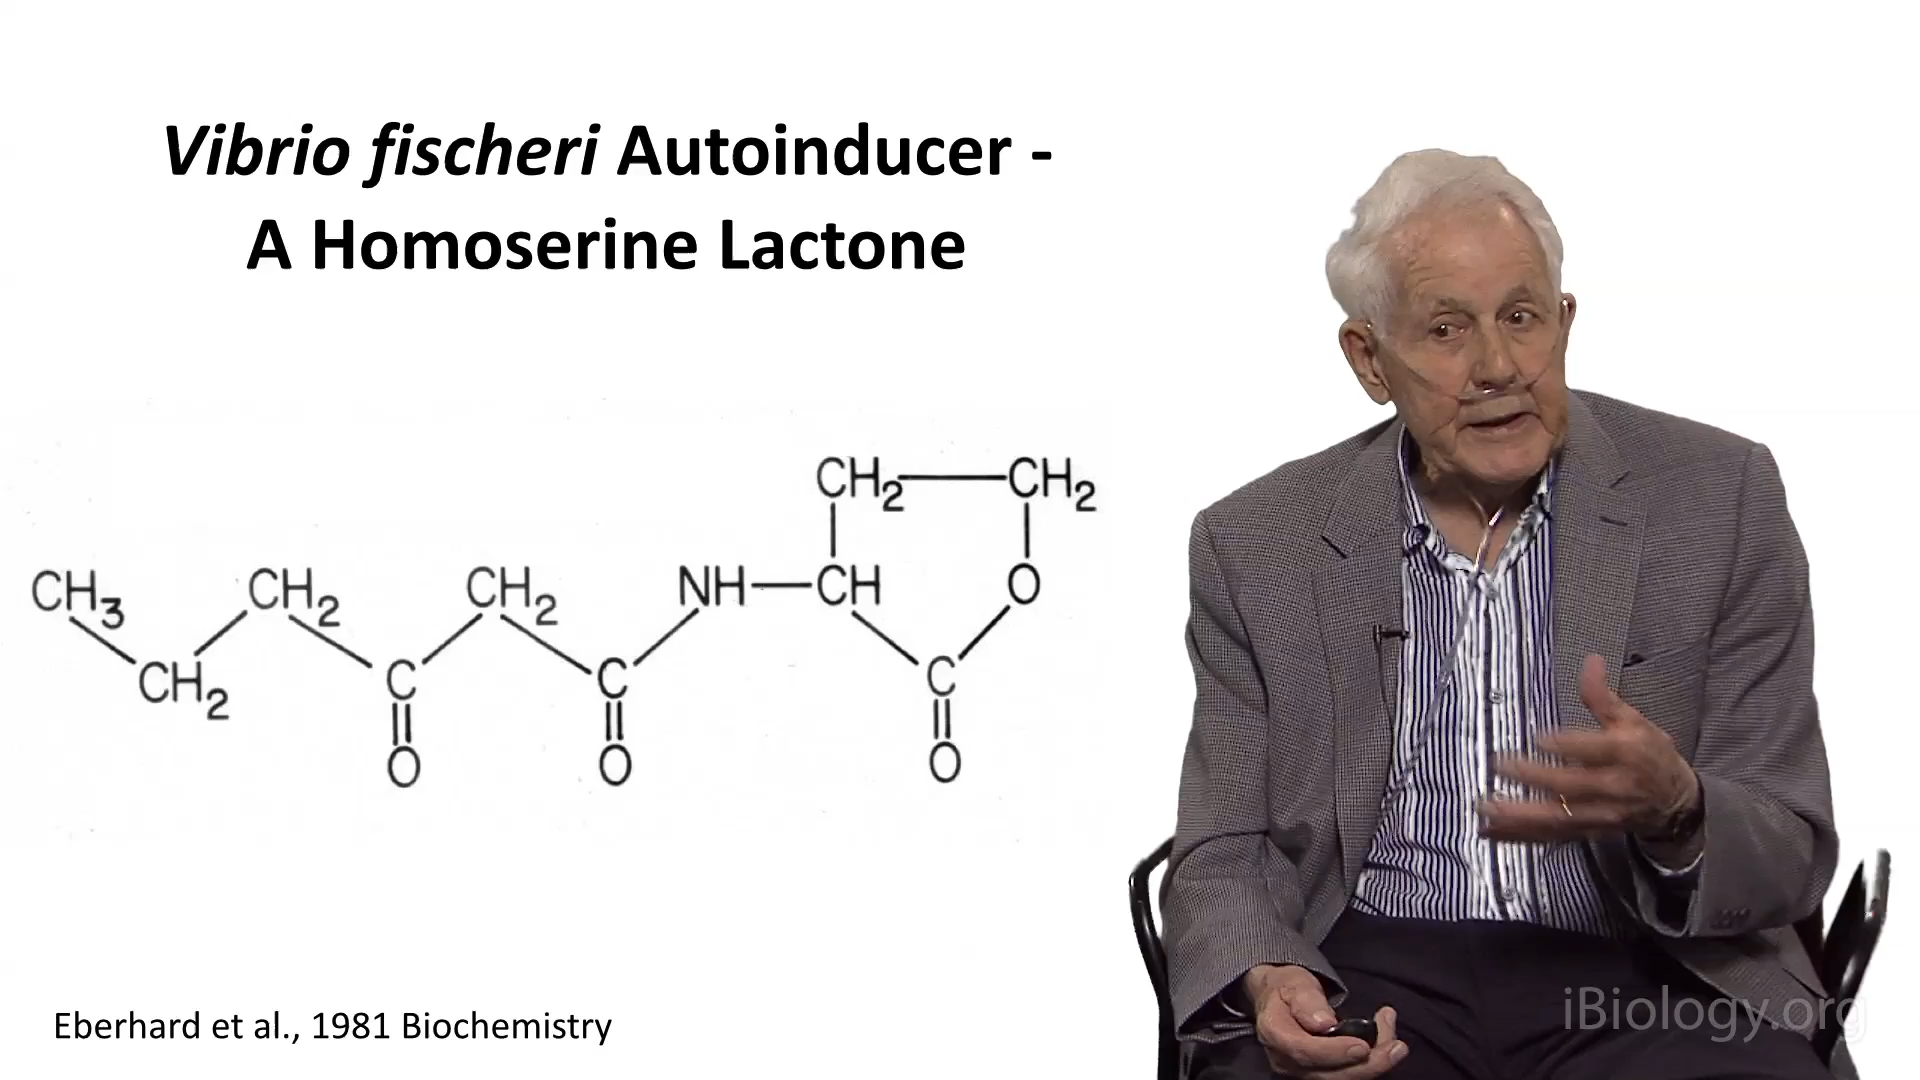 Vibrio fischeri Autoinducer -
A Homoserine Lactone
CH2 CH2
CH3 CH2 CH2 NH CH O
CH2 C C C
O O O
Eberhard et al., 1981 Biochemistry
iBiology.org